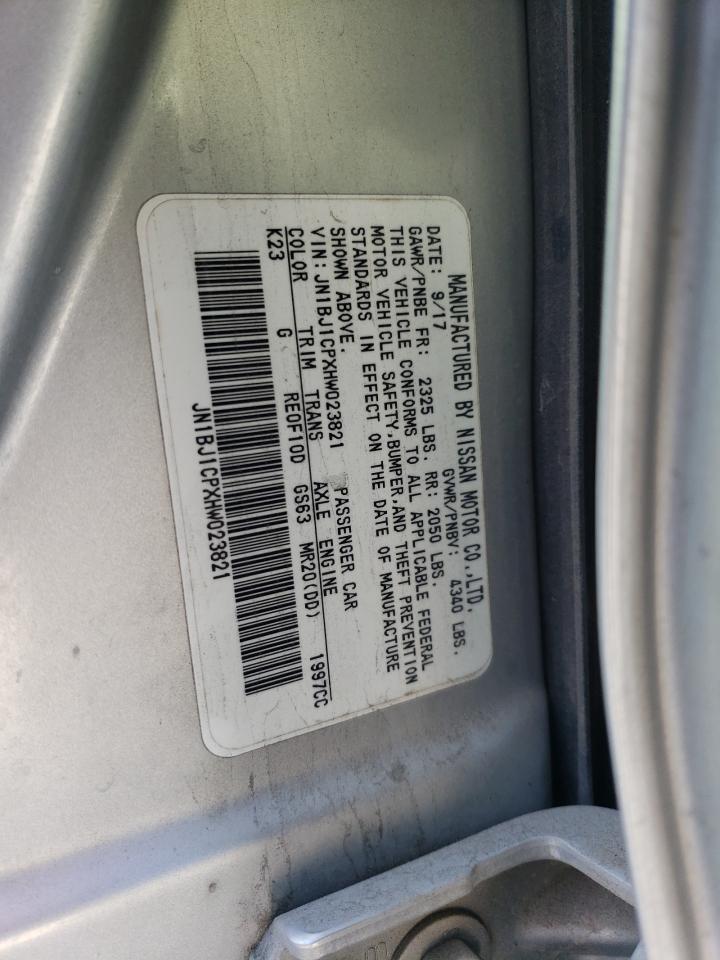 MANUFACTURED BY NISSAN MOTOR CO.,LTD.
DATE: 9/17 GVWR/PNBV: 4340 LBS.
GAWR/PNBE FR: 2325 LBS. RR: 2050 LBS.
THIS VEHICLE CONFORMS TO ALL APPLICABLE FEDERAL
MOTOR VEHICLE SAFETY,BUMPER,AND THEFT PREVENTION
STANDARDS IN EFFECT ON THE DATE OF MANUFACTURE
SHOWN ABOVE.
VIN:JN1BJ1CPXHW023821 PASSENGER CAR
COLOR TRIM TRANS AXLE ENGINE
K23 G RE0F10D GS63 MR20(DD) 1997CC
JN1BJ1CPXHW023821